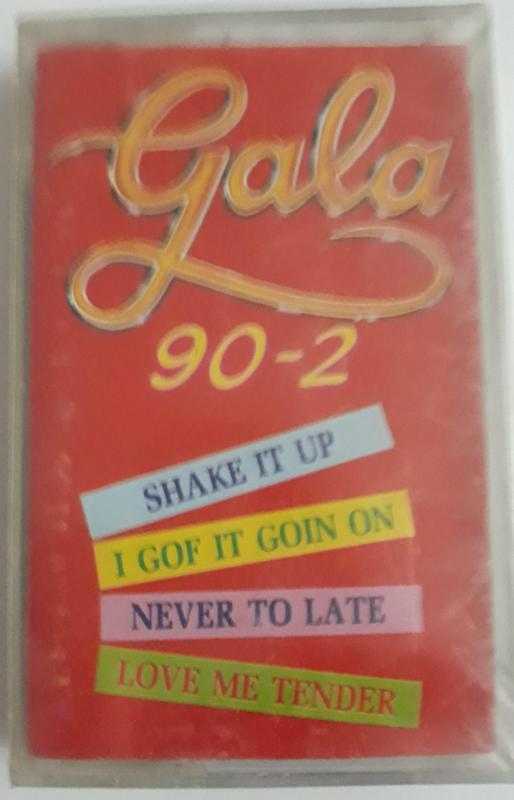 Gala
90-2
SHAKE IT UP
I GOF IT GOIN ON
NEVER TO LATE
LOVE ME TENDER